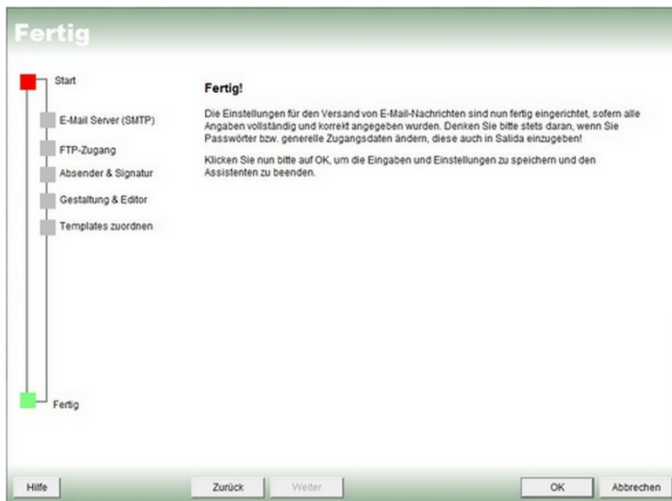 Fertig
Start
E-Mail Server (SMTP)
FTP-Zugang
Absender & Signatur
Gestaltung & Editor
Templates zuordnen
Fertig
Fertig!
Die Einstellungen für den Versand von E-Mail-Nachrichten sind nun fertig eingerichtet, sofern alle
Angaben vollständig und korrekt angegeben wurden. Denken Sie bitte stets daran, wenn Sie
Passwörter bzw. generelle Zugangsdaten ändern, diese auch in Salida einzugeben!
Klicken Sie nun bitte auf OK, um die Eingaben und Einstellungen zu speichern und den
Assistenten zu beenden.
Hilfe
Zurück
Weiter
OK
Abbrechen